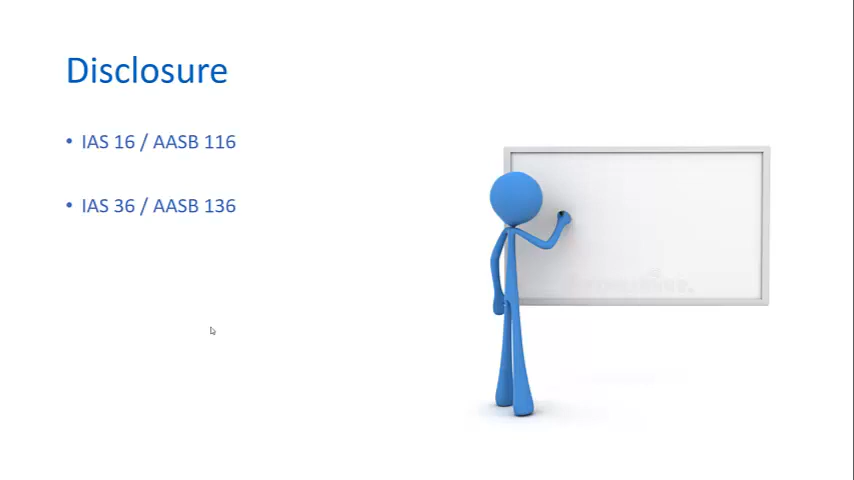 Disclosure
• IAS 16 / AASB 116
• IAS 36 / AASB 136